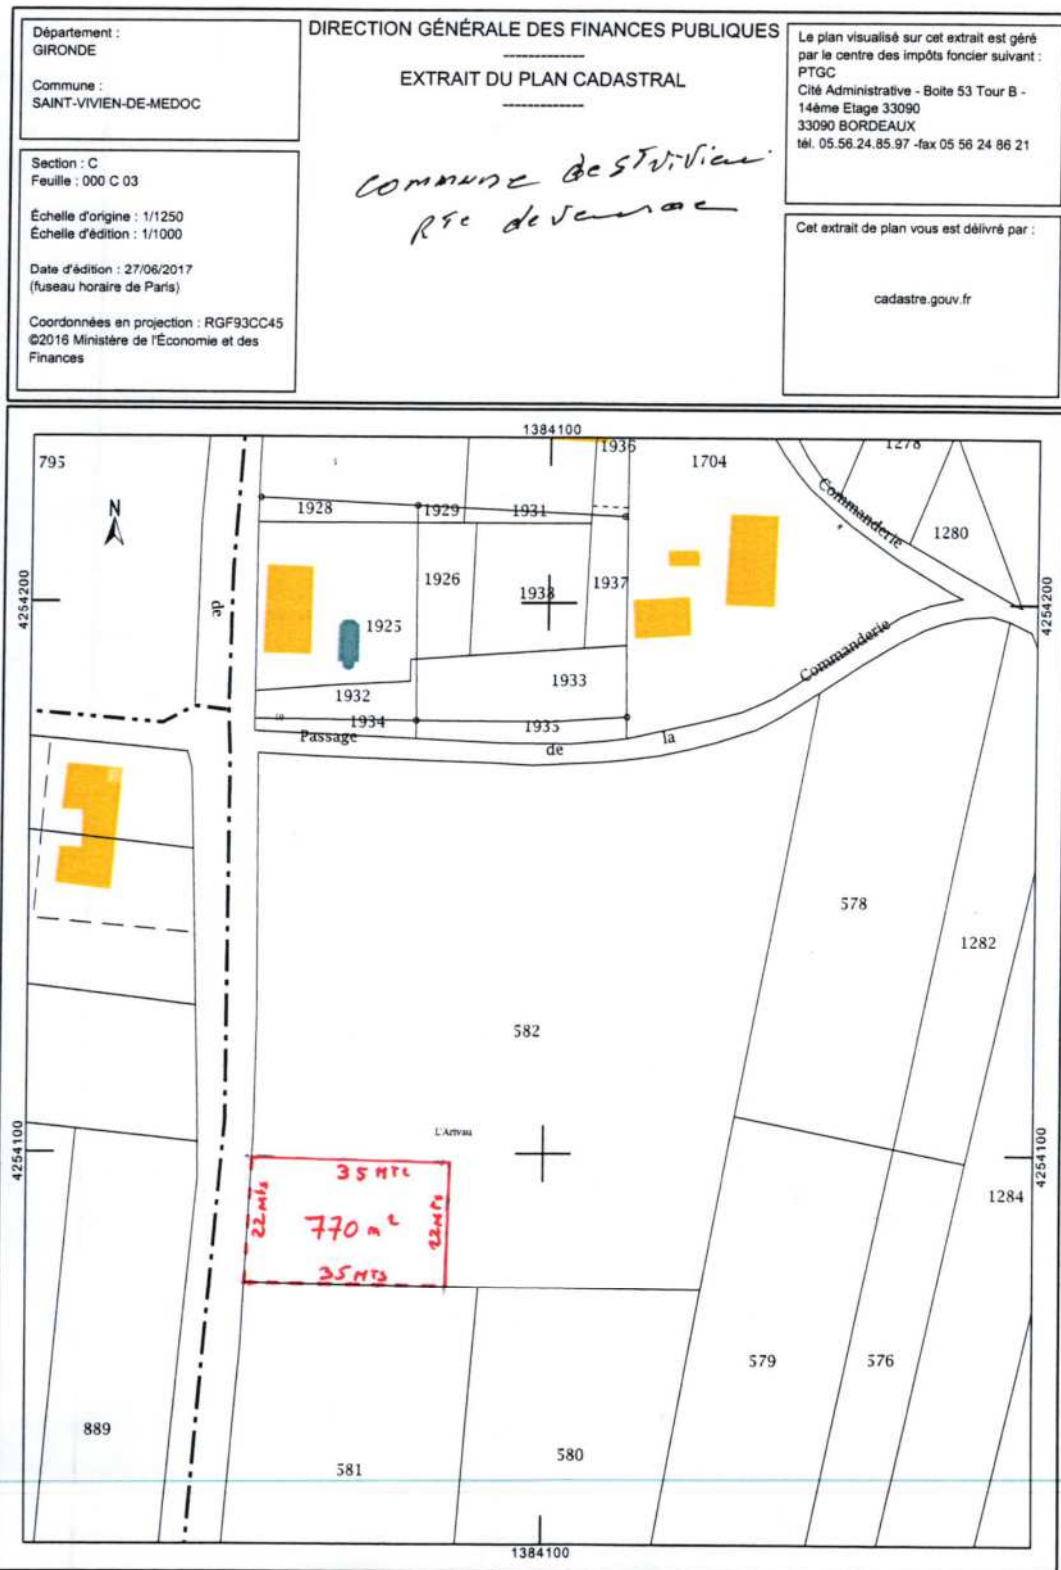 Département :
GIRONDE
Commune :
SAINT-VIVIEN-DE-MEDOC
Section : C
Feuille : 000 C 03
Échelle d'origine : 1/1250
Échelle d'édition : 1/1000
Date d'édition : 27/06/2017
(fuseau horaire de Paris)
Coordonnées en projection : RGF93CC45
©2016 Ministère de l'Économie et des
Finances
DIRECTION GÉNÉRALE DES FINANCES PUBLIQUES
EXTRAIT DU PLAN CADASTRAL
Commune de St Vivien
Rte de
Le plan visualisé sur cet extrait est géré
par le centre des impôts foncier suivant :
PTGC
Cité Administrative - Boite 53 Tour B -
14ème Etage 33090
33090 BORDEAUX
tél. 05.56.24.85.97 -fax 05 56 24 86 21
Cet extrait de plan vous est délivré par :
cadastre.gouv.fr
1384100
795
1936
1704
1278
N
1928
1929
1931
Commanderie
1280
4254200
de
1926
1938
1937
4254200
1925
Commanderie
1932
1933
1934
1935
Passage
de
la
578
1282
582
L'Artvau
4254100
4254100
35 MTS
22 MTS
770 m²
22 MTS
35 MTS
1284
579
576
889
581
580
1384100